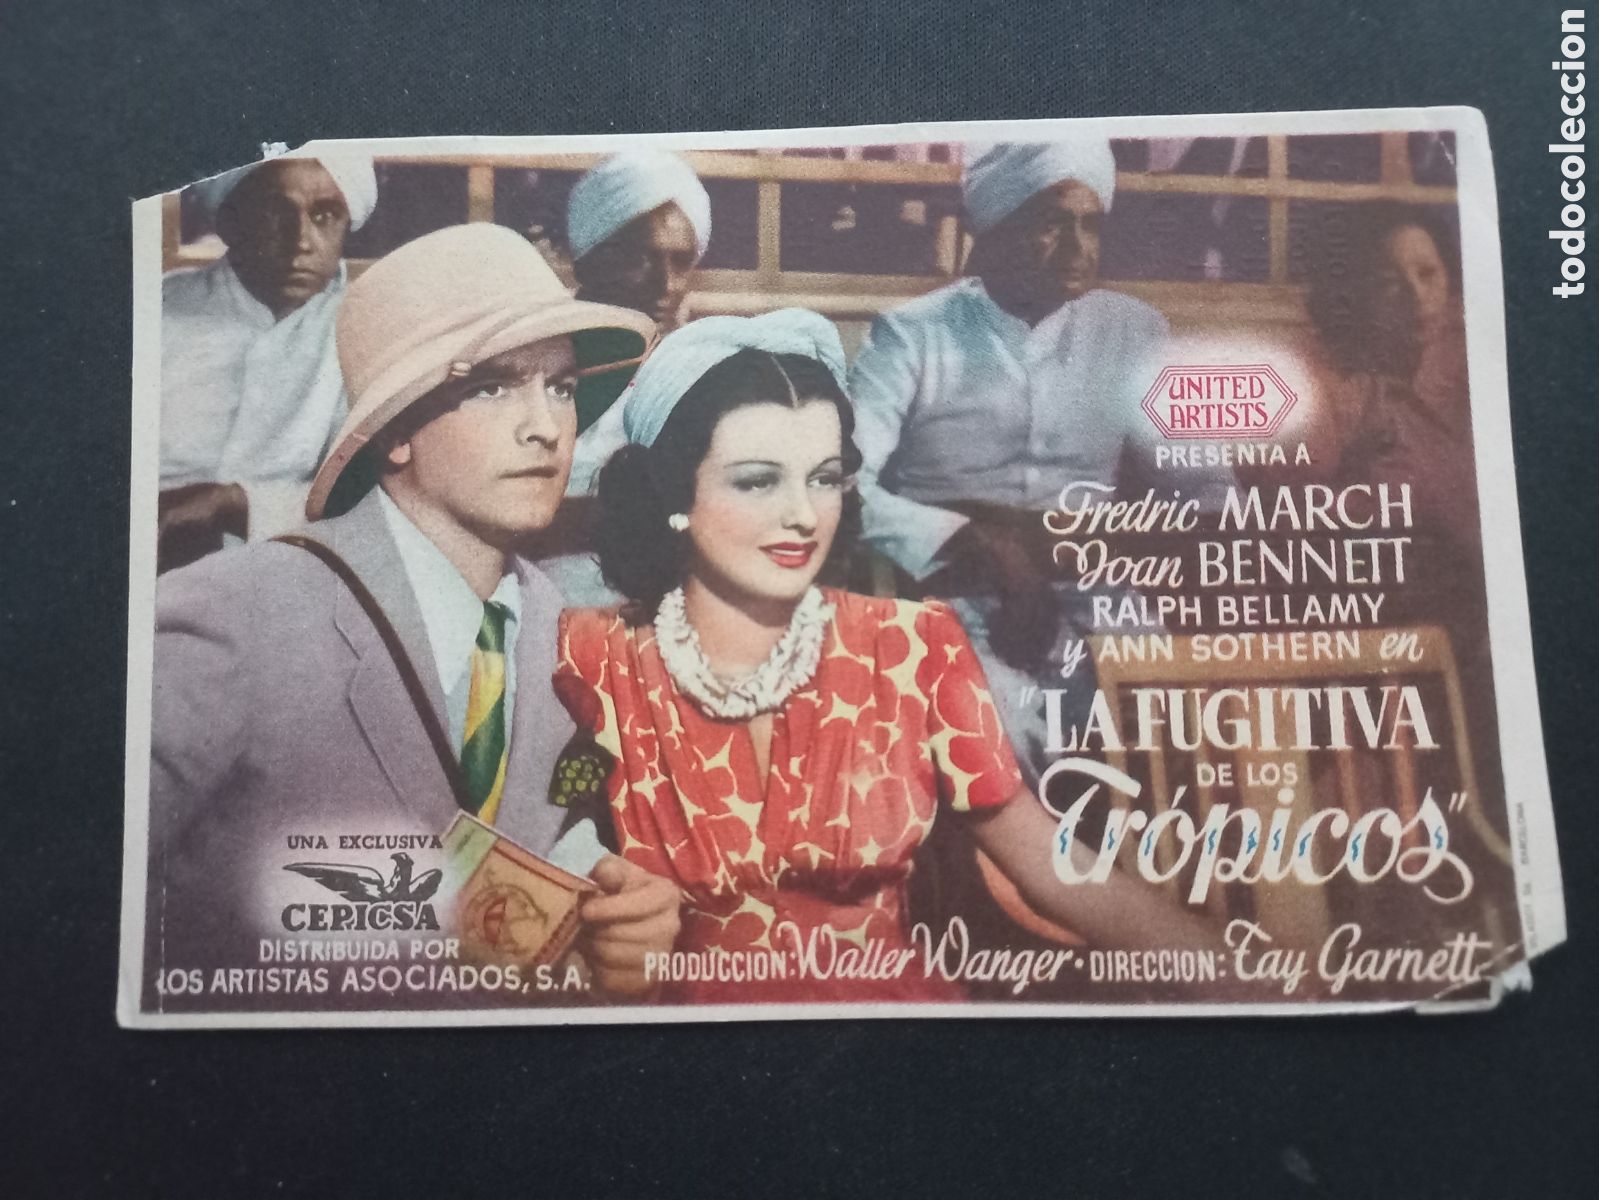 todocoleccion
UNITED
ARTISTS
PRESENTA A
Fredric MARCH
Joan BENNETT
RALPH BELLAMY
y ANN SOTHERN en
"LA FUGITIVA
DE LOS
Trópicos"
UNA EXCLUSIVA
CEPICSA
DISTRIBUIDA POR
LOS ARTISTAS ASOCIADOS, S.A.
PRODUCCION: Walter Wanger • DIRECCION: Tay Garnett
BARCELONA